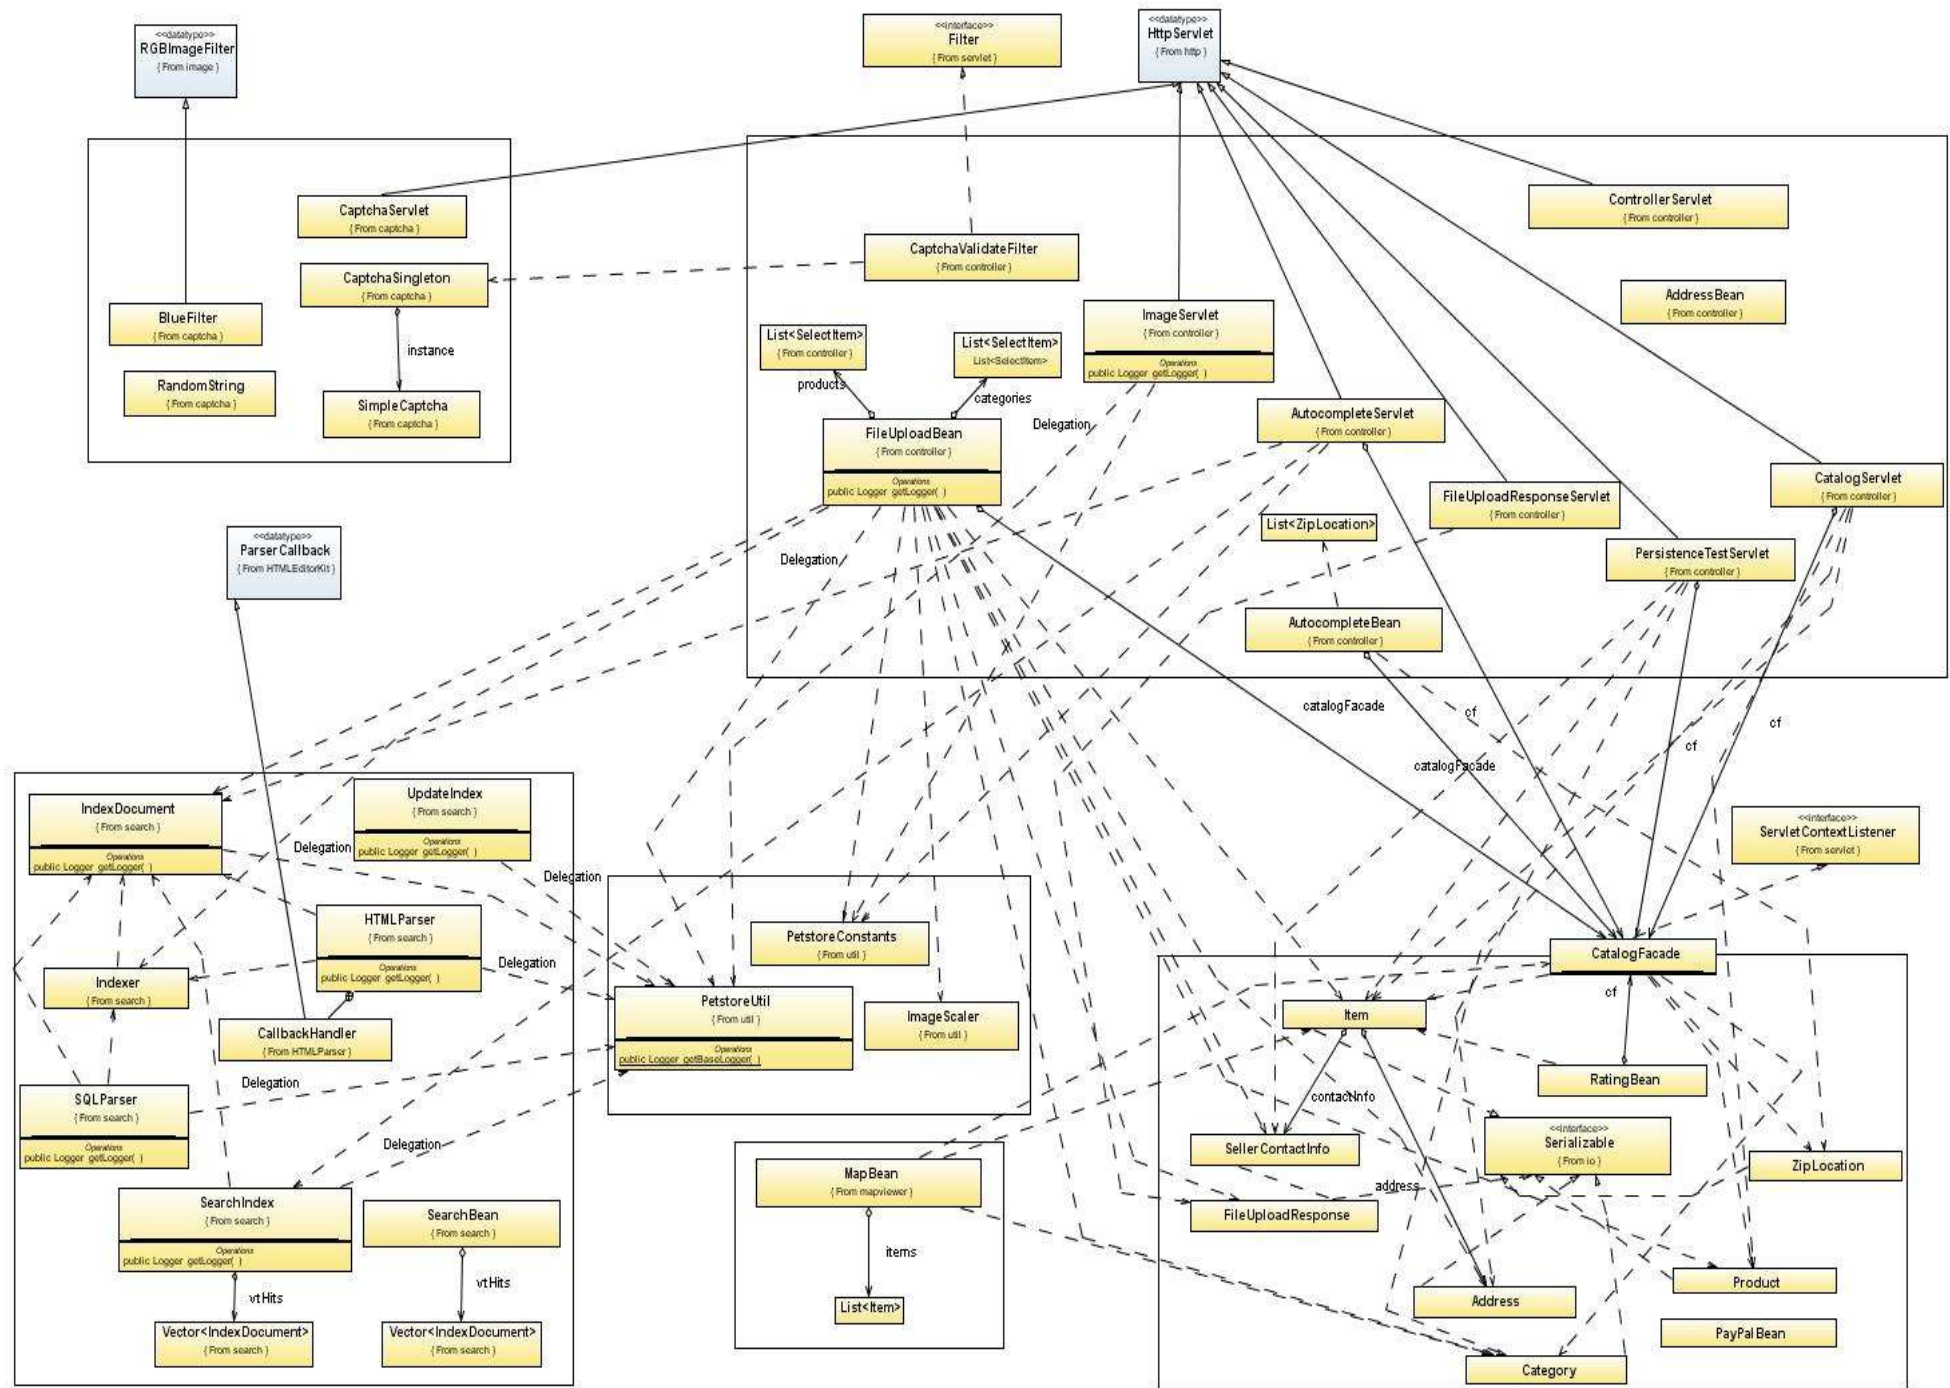 <<datatype>>
RGBImageFilter
{ From image }
<<interface>>
Filter
{ From servlet }
<<datatype>>
HttpServlet
{ From http }
CaptchaServlet
{ From captcha }
CaptchaSingleton
{ From captcha }
BlueFilter
{ From captcha }
instance
RandomString
{ From captcha }
SimpleCaptcha
{ From captcha }
ControllerServlet
{ From controller }
CaptchaValidateFilter
{ From controller }
AddressBean
{ From controller }
ImageServlet
{ From controller }
Operations
public Logger getLogger( )
List<SelectItem>
{ From controller }
List<SelectItem>
List<SelectItem>
products
categories
Delegation
FileUploadBean
{ From controller }
Operations
public Logger getLogger( )
AutocompleteServlet
{ From controller }
CatalogServlet
{ From controller }
FileUploadResponseServlet
{ From controller }
List<ZipLocation>
PersistenceTestServlet
{ From controller }
Delegation
AutocompleteBean
{ From controller }
<<datatype>>
ParserCallback
{ From HTMLEditorKit }
catalogFacade
cf
cf
cf
catalogFacade
IndexDocument
{ From search }
Operations
public Logger getLogger( )
UpdateIndex
{ From search }
Operations
public Logger getLogger( )
Delegation
Delegation
<<interface>>
ServletContextListener
{ From servlet }
HTMLParser
{ From search }
Operations
public Logger getLogger( )
Delegation
Indexer
{ From search }
CallbackHandler
{ From HTMLParser }
PetstoreConstants
{ From util }
PetstoreUtil
{ From util }
Operations
public Logger getBaseLogger( )
ImageScaler
{ From util }
CatalogFacade
cf
Item
RatingBean
contactInfo
SQLParser
{ From search }
Operations
public Logger getLogger( )
Delegation
Delegation
SellerContactInfo
<<interface>>
Serializable
{ From io }
ZipLocation
address
FileUploadResponse
MapBean
{ From mapviewer }
items
List<Item>
SearchIndex
{ From search }
Operations
public Logger getLogger( )
SearchBean
{ From search }
vtHits
vtHits
Vector<IndexDocument>
{ From search }
Vector<IndexDocument>
{ From search }
Product
Address
PayPalBean
Category